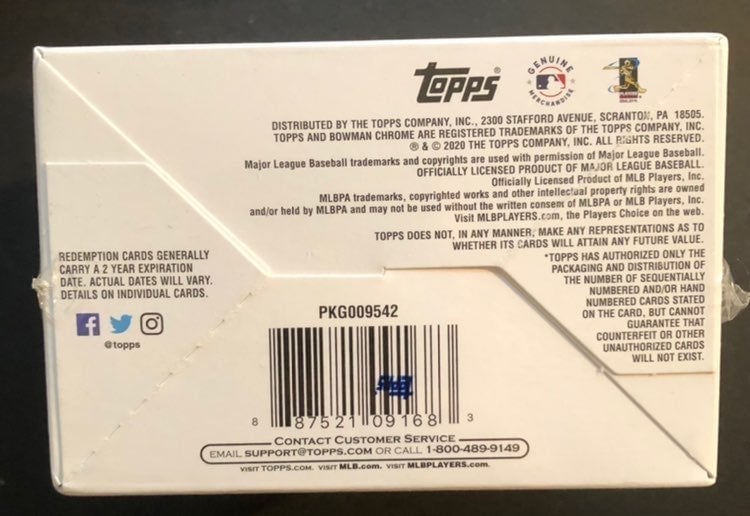 TOPPS
GENUINE
MERCHANDISE
DISTRIBUTED BY THE TOPPS COMPANY, INC., 2300 STAFFORD AVENUE, SCRANTON, PA 18505.
TOPPS AND BOWMAN CHROME ARE REGISTERED TRADEMARKS OF THE TOPPS COMPANY, INC.
® & © 2020 THE TOPPS COMPANY, INC. ALL RIGHTS RESERVED.
Major League Baseball trademarks and copyrights are used with permission of Major League Baseball.
OFFICIALLY LICENSED PRODUCT OF MAJOR LEAGUE BASEBALL.
Officially Licensed Product of MLB Players, Inc.
MLBPA trademarks, copyrighted works and other intellectual property rights are owned
and/or held by MLBPA and may not be used without the written consent of MLBPA or MLB Players, Inc.
Visit MLBPLAYERS.com, the Players Choice on the web.
TOPPS DOES NOT, IN ANY MANNER, MAKE ANY REPRESENTATIONS AS TO
WHETHER ITS CARDS WILL ATTAIN ANY FUTURE VALUE.
*TOPPS HAS AUTHORIZED ONLY THE
PACKAGING AND DISTRIBUTION OF
THE NUMBER OF SEQUENTIALLY
NUMBERED AND/OR HAND
NUMBERED CARDS STATED
ON THE CARD, BUT CANNOT
GUARANTEE THAT
COUNTERFEIT OR OTHER
UNAUTHORIZED CARDS
WILL NOT EXIST.
REDEMPTION CARDS GENERALLY
CARRY A 2 YEAR EXPIRATION
DATE. ACTUAL DATES WILL VARY.
DETAILS ON INDIVIDUAL CARDS.
@topps
PKG009542
8 87521 09168 3
CONTACT CUSTOMER SERVICE
EMAIL SUPPORT@TOPPS.COM OR CALL 1-800-489-9149
VISIT TOPPS.COM. VISIT MLB.com. VISIT MLBPLAYERS.com.